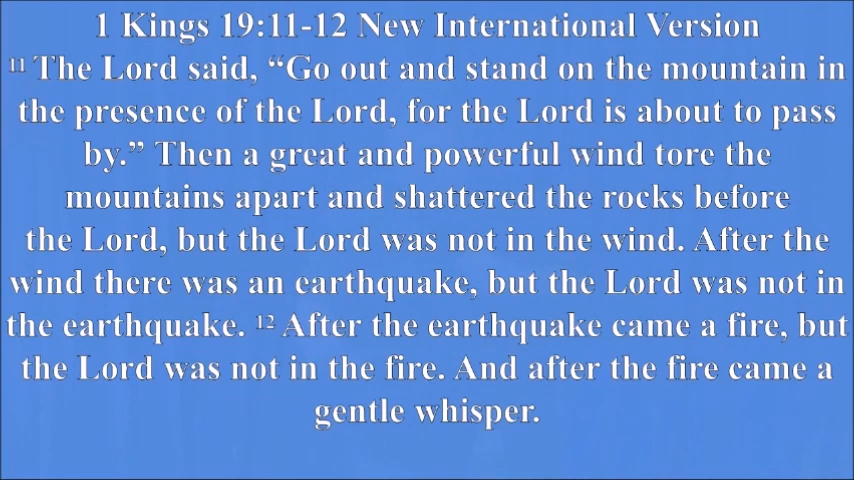 1 Kings 19:11-12 New International Version
11 The Lord said, “Go out and stand on the mountain in
the presence of the Lord, for the Lord is about to pass
by.” Then a great and powerful wind tore the
mountains apart and shattered the rocks before
the Lord, but the Lord was not in the wind. After the
wind there was an earthquake, but the Lord was not in
the earthquake. 12 After the earthquake came a fire, but
the Lord was not in the fire. And after the fire came a
gentle whisper.